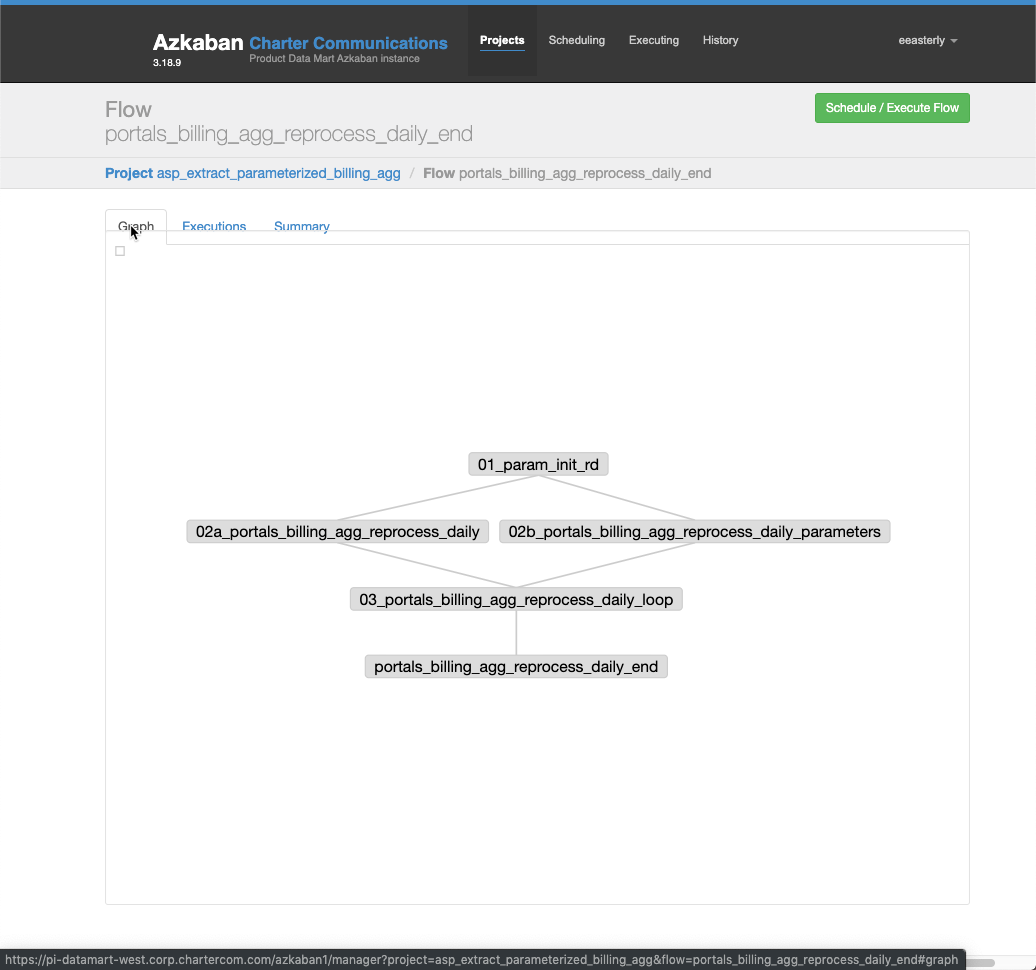 Azkaban Charter Communications
3.18.9 Product Data Mart Azkaban instance
Projects Scheduling Executing History
eeasterly
Flow
portals_billing_agg_reprocess_daily_end
Schedule / Execute Flow
Project asp_extract_parameterized_billing_agg / Flow portals_billing_agg_reprocess_daily_end
Graph Executions Summary
01_param_init_rd
02a_portals_billing_agg_reprocess_daily 02b_portals_billing_agg_reprocess_daily_parameters
03_portals_billing_agg_reprocess_daily_loop
portals_billing_agg_reprocess_daily_end
https://pi-datamart-west.corp.chartercom.com/azkaban1/manager?project=asp_extract_parameterized_billing_agg&flow=portals_billing_agg_reprocess_daily_end#graph